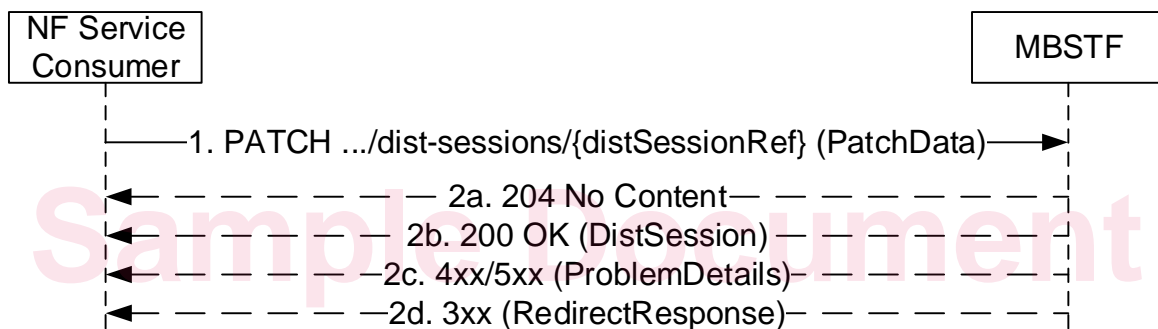 NF Service
Consumer
MBSTF
1. PATCH .../dist-sessions/{distSessionRef} (PatchData)
2a. 204 No Content
2b. 200 OK (DistSession)
2c. 4xx/5xx (ProblemDetails)
2d. 3xx (RedirectResponse)
Sample Document